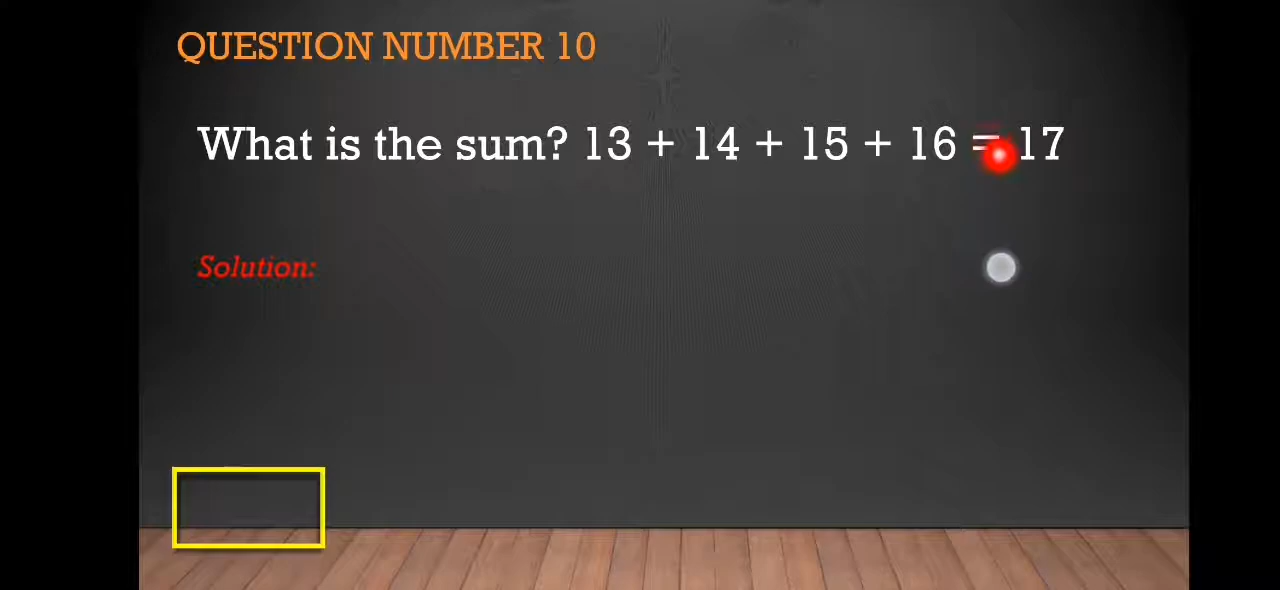 QUESTION NUMBER 10
What is the sum? 13 + 14 + 15 + 16 = 17
Solution: